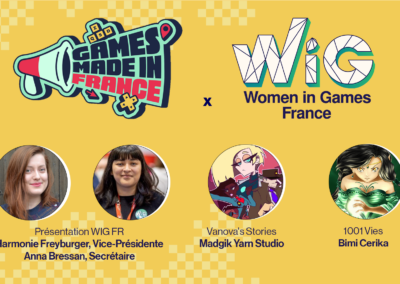 GAMES
MADE IN
FRANCE
x
WiG
Women in Games
France
Présentation WIG FR
Harmonie Freyburger, Vice-Présidente
Anna Bressan, Secrétaire
Vanova's Stories
Madgik Yarn Studio
1001 Vies
Bimi Cerika